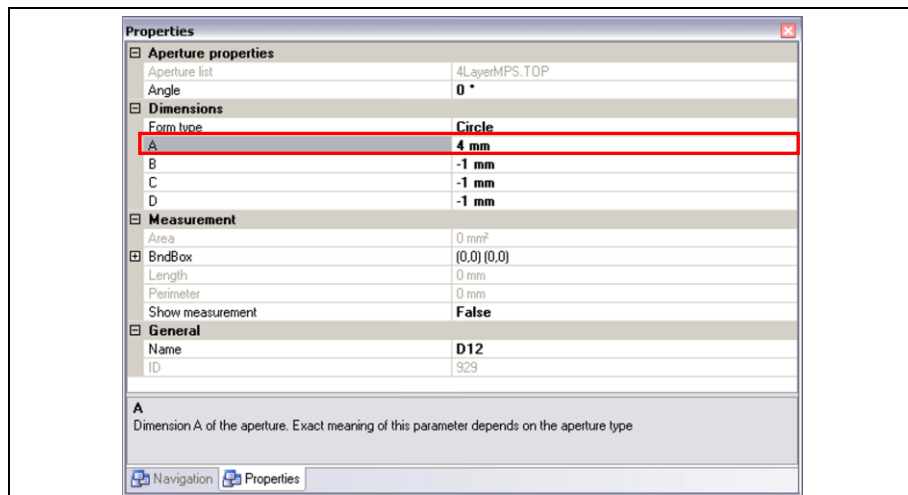 Properties
Aperture properties
Aperture list 4LayerMPS.TOP
Angle 0 °
Dimensions
Form type Circle
A 4 mm
B -1 mm
C -1 mm
D -1 mm
Measurement
Area 0 mm²
BndBox (0,0) (0,0)
Length 0 mm
Perimeter 0 mm
Show measurement False
General
Name D12
ID 929
A
Dimension A of the aperture. Exact meaning of this parameter depends on the aperture type
Navigation Properties